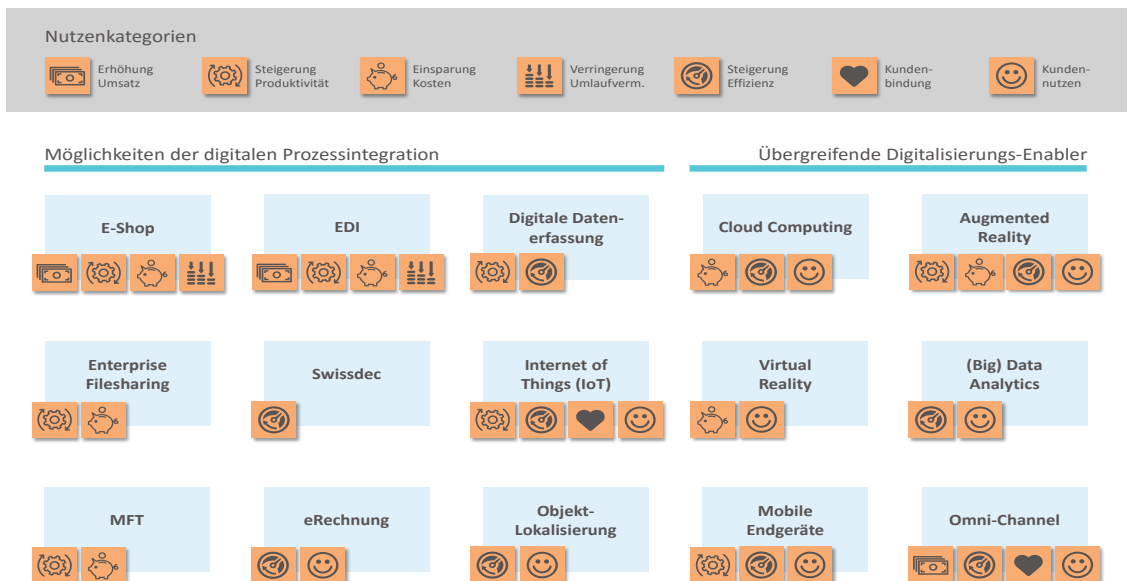 Nutzenkategorien
Erhöhung
Umsatz
Steigerung
Produktivität
Einsparung
Kosten
Verringerung
Umlaufverm.
Steigerung
Effizienz
Kunden-
bindung
Kunden-
nutzen
Möglichkeiten der digitalen Prozessintegration
Übergreifende Digitalisierungs-Enabler
E-Shop
EDI
Digitale Daten-
erfassung
Cloud Computing
Augmented
Reality
Enterprise
Filesharing
Swissdec
Internet of
Things (IoT)
Virtual
Reality
(Big) Data
Analytics
MFT
eRechnung
Objekt-
Lokalisierung
Mobile
Endgeräte
Omni-Channel